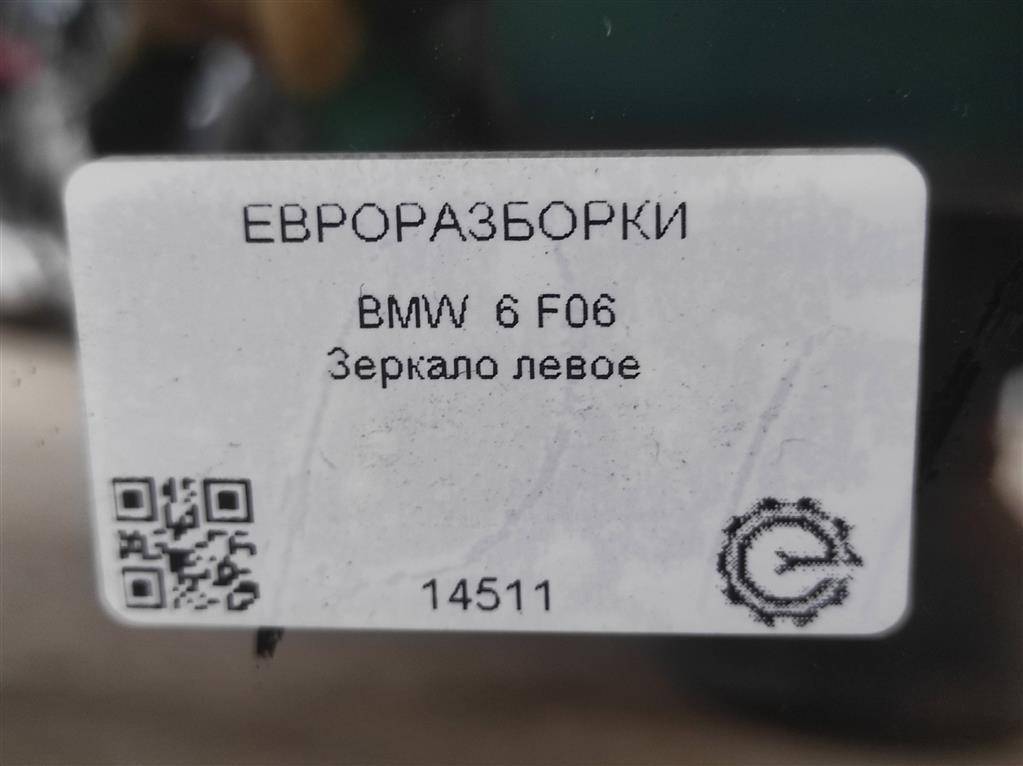 ЕВРОРАЗБОРКИ
BMW 6 F06
Зеркало левое
14511